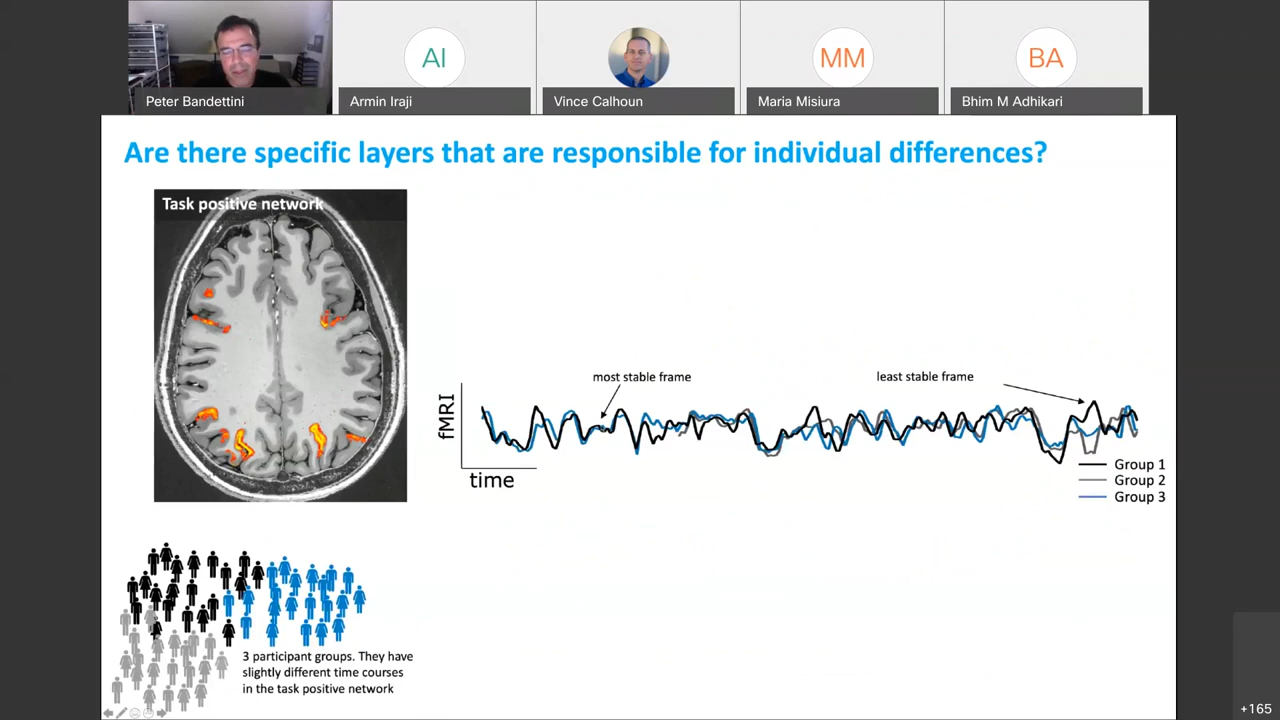 AI
MM
BA
Peter Bandettini
Armin Iraji
Vince Calhoun
Maria Misiura
Bhim M Adhikari
Are there specific layers that are responsible for individual differences?
Task positive network
most stable frame
least stable frame
fMRI
time
Group 1
Group 2
Group 3
3 participant groups. They have
slightly different time courses
in the task positive network
+165